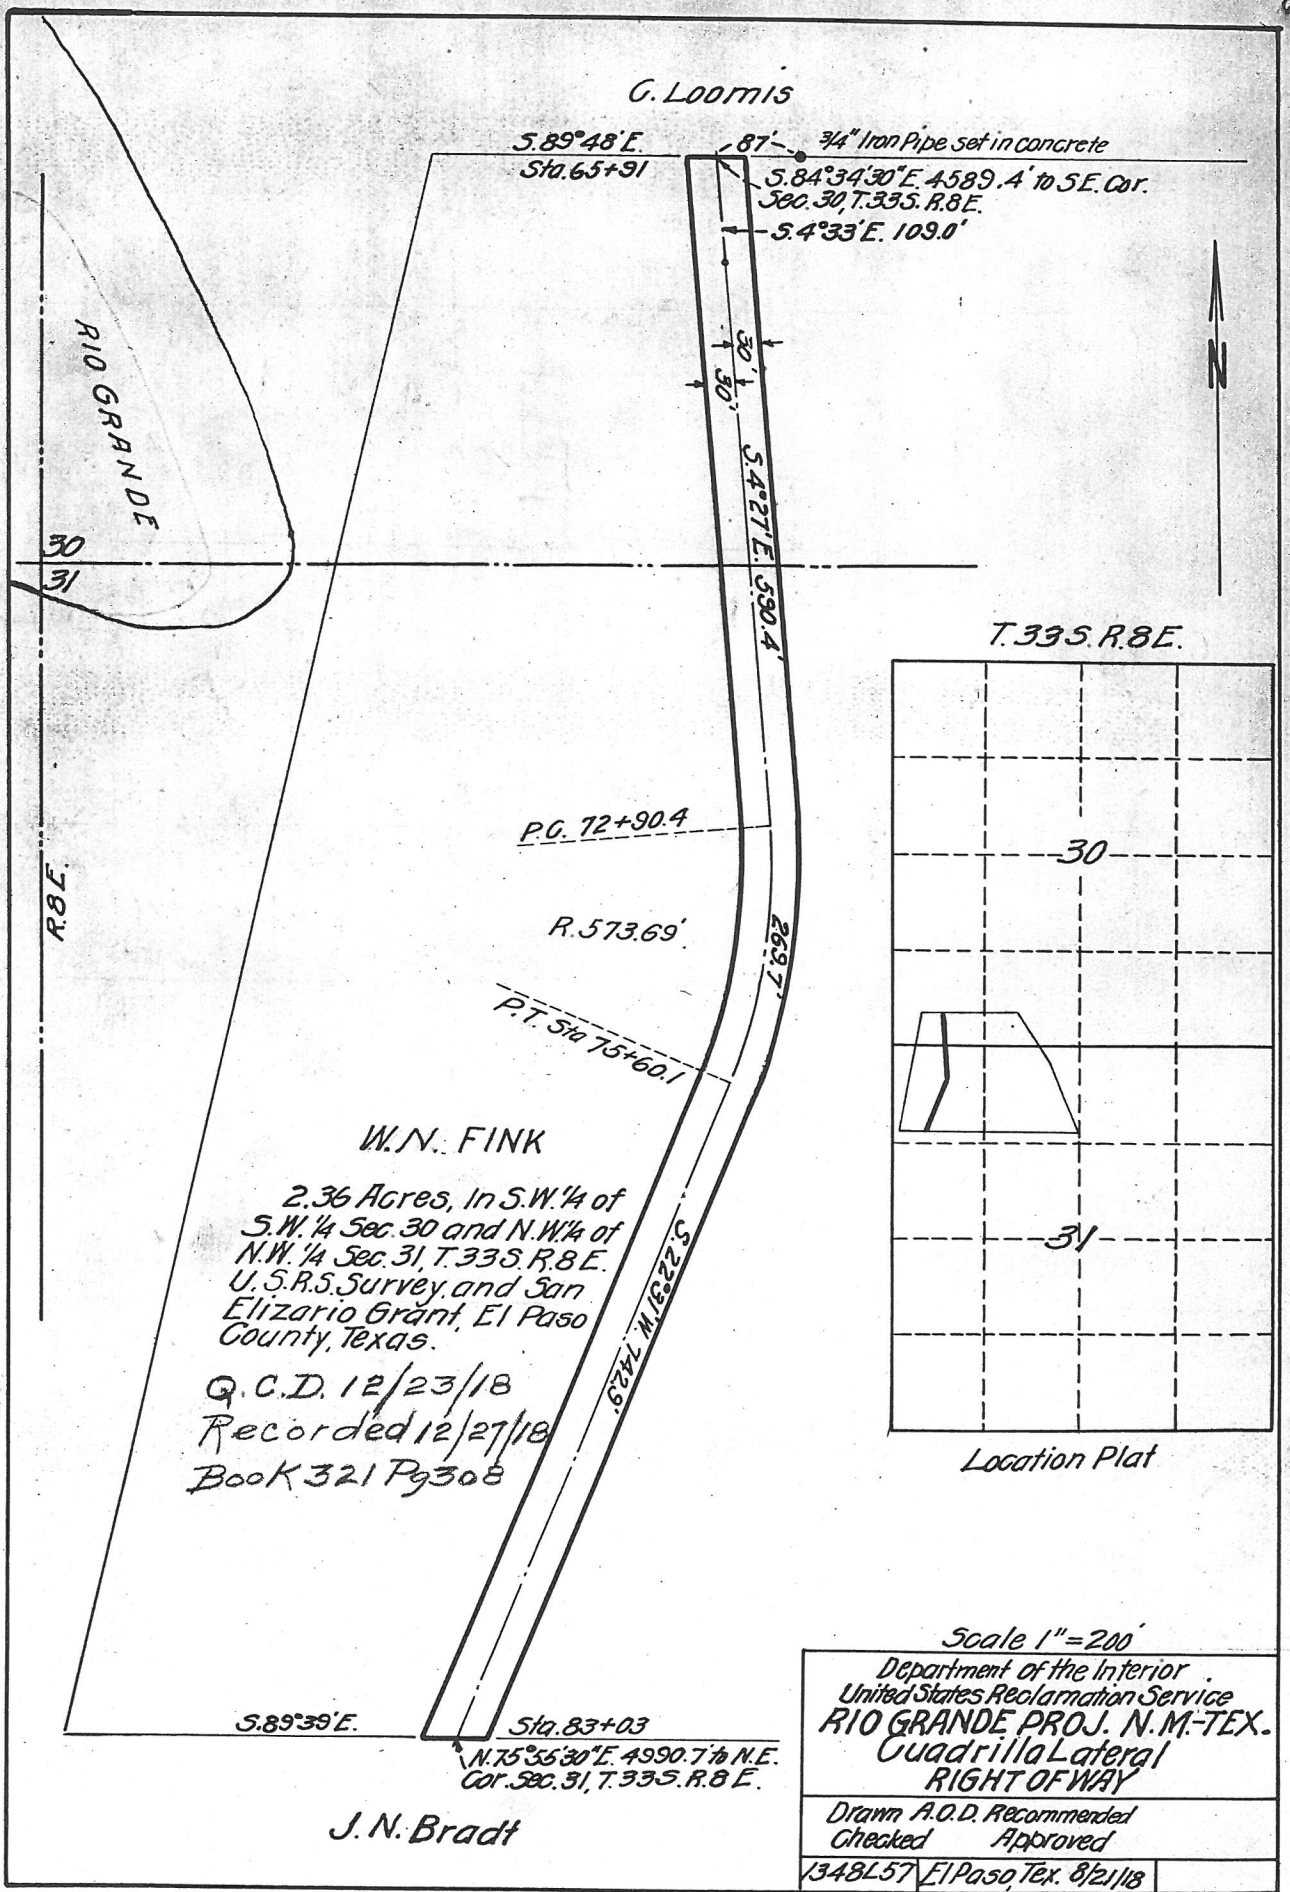 G. Loomis
S.89°48'E.
Sta.65+91
87'
3/4" Iron Pipe set in concrete
S.84°34'30"E. 4589.4' to S.E. Cor.
Sec. 30, T.33S. R.8E.
S.4°33'E. 109.0'
30'
30'
N
RIO GRANDE
S.4°27'E. 590.4'
30
31
T.33S. R.8E.
P.C. 72+90.4
30
R.8E.
R.573.69'
269.7'
P.T. Sta 75+60.1
W.N. FINK
2.36 Acres, in S.W.1/4 of
S.W.1/4 Sec. 30 and N.W.1/4 of
N.W.1/4 Sec. 31, T.33S. R.8E.
U.S.R.S. Survey, and San
Elizario Grant, El Paso
County, Texas.
S.22°31'W. 742.9'
31
Q.C.D. 12/23/18
Recorded 12/27/18
Book 321 Pg 308
Location Plat
S.89°39'E.
Sta.83+03
N.75°55'30"E. 4990.7' to N.E.
Cor. Sec. 31, T.33S. R.8E.
J.N. Bradt
Scale 1"=200'
Department of the Interior
United States Reclamation Service
RIO GRANDE PROJ. N.M.-TEX.
Cuadrilla Lateral
RIGHT OF WAY
Drawn A.O.D. Recommended
Checked Approved
1348L57 El Paso, Tex. 8/21/18